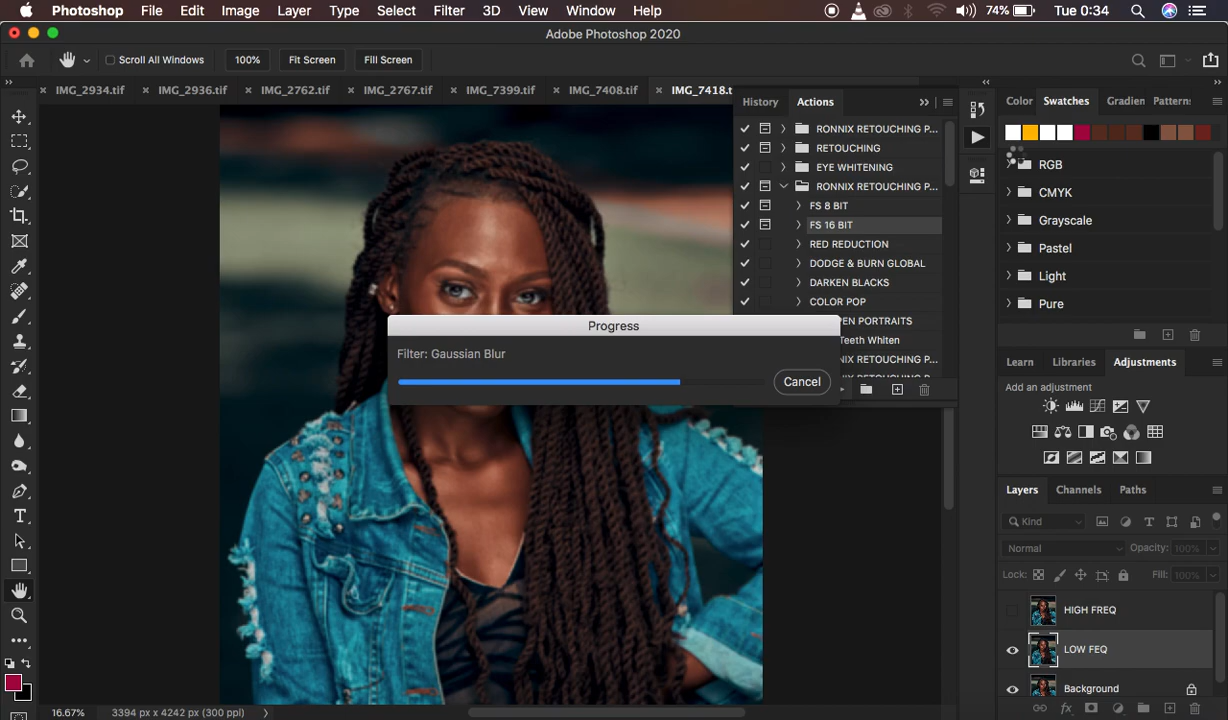 Photoshop File Edit Image Layer Type Select Filter 3D View Window Help 74% Tue 0:34
Adobe Photoshop 2020
Scroll All Windows 100% Fit Screen Fill Screen
IMG_2934.tif IMG_2936.tif IMG_2762.tif IMG_2767.tif IMG_7399.tif IMG_7408.tif IMG_7418.t
History Actions
Color Swatches Gradien Patterns
RONNIX RETOUCHING P...
RETOUCHING
EYE WHITENING
RONNIX RETOUCHING P...
FS 8 BIT
FS 16 BIT
RED REDUCTION
DODGE & BURN GLOBAL
DARKEN BLACKS
COLOR POP
PEN PORTRAITS
Teeth Whiten
NIX RETOUCHING P...
RGB
CMYK
Grayscale
Pastel
Light
Pure
Progress
Filter: Gaussian Blur
Cancel
Learn Libraries Adjustments
Add an adjustment
Layers Channels Paths
Kind
Normal Opacity: 100%
Lock: Fill: 100%
HIGH FREQ
LOW FEQ
Background
T
16.67% 3394 px x 4242 px (300 ppi)